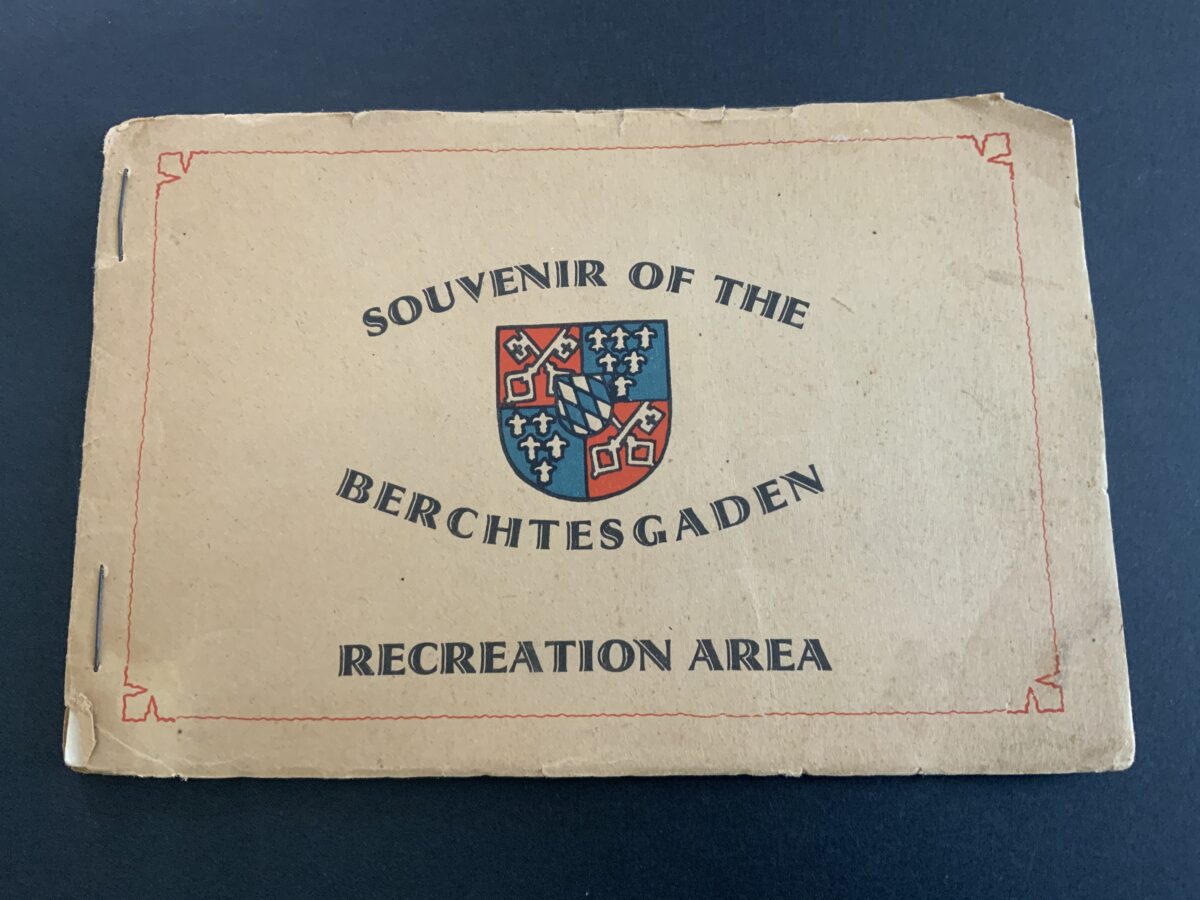 SOUVENIR OF THE
BERCHTESGADEN
RECREATION AREA